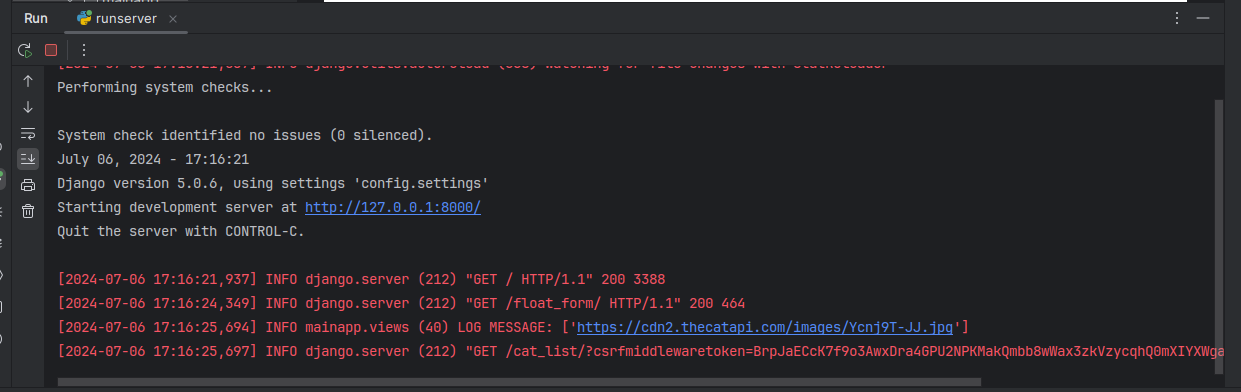 Run runserver
Performing system checks...
System check identified no issues (0 silenced).
July 06, 2024 - 17:16:21
Django version 5.0.6, using settings 'config.settings'
Starting development server at http://127.0.0.1:8000/
Quit the server with CONTROL-C.
[2024-07-06 17:16:21,937] INFO django.server (212) "GET / HTTP/1.1" 200 3388
[2024-07-06 17:16:24,349] INFO django.server (212) "GET /float_form/ HTTP/1.1" 200 464
[2024-07-06 17:16:25,694] INFO mainapp.views (40) LOG MESSAGE: ['https://cdn2.thecatapi.com/images/Ycnj9T-JJ.jpg']
[2024-07-06 17:16:25,697] INFO django.server (212) "GET /cat_list/?csrfmiddlewaretoken=BrpJaECcK7f9o3AwxDra4GPU2NPKMakQmbb8wWax3zkVzycqhQ0mXIYXWga